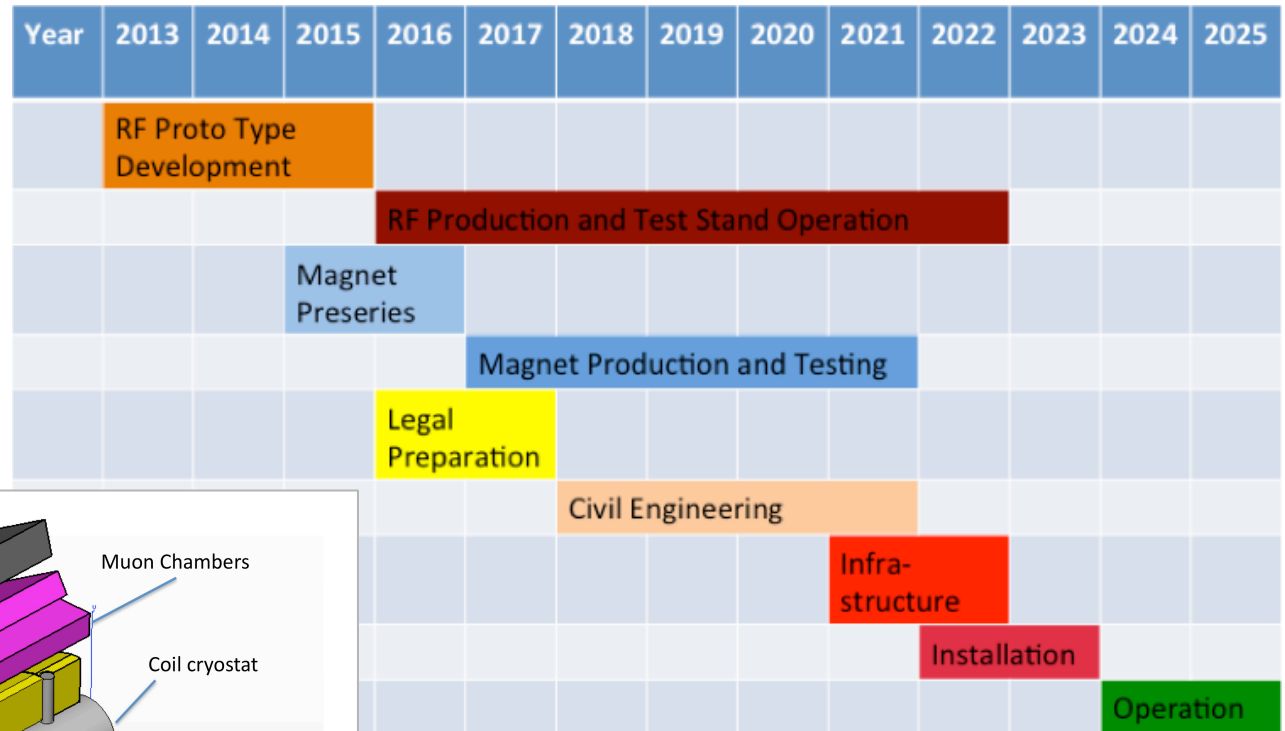 Year 2013 2014 2015 2016 2017 2018 2019 2020 2021 2022 2023 2024 2025
RF Proto Type
Development
RF Production and Test Stand Operation
Magnet
Preseries
Magnet Production and Testing
Legal
Preparation
Civil Engineering
Infra-
structure
Installation
Operation
Muon Chambers
Coil cryostat